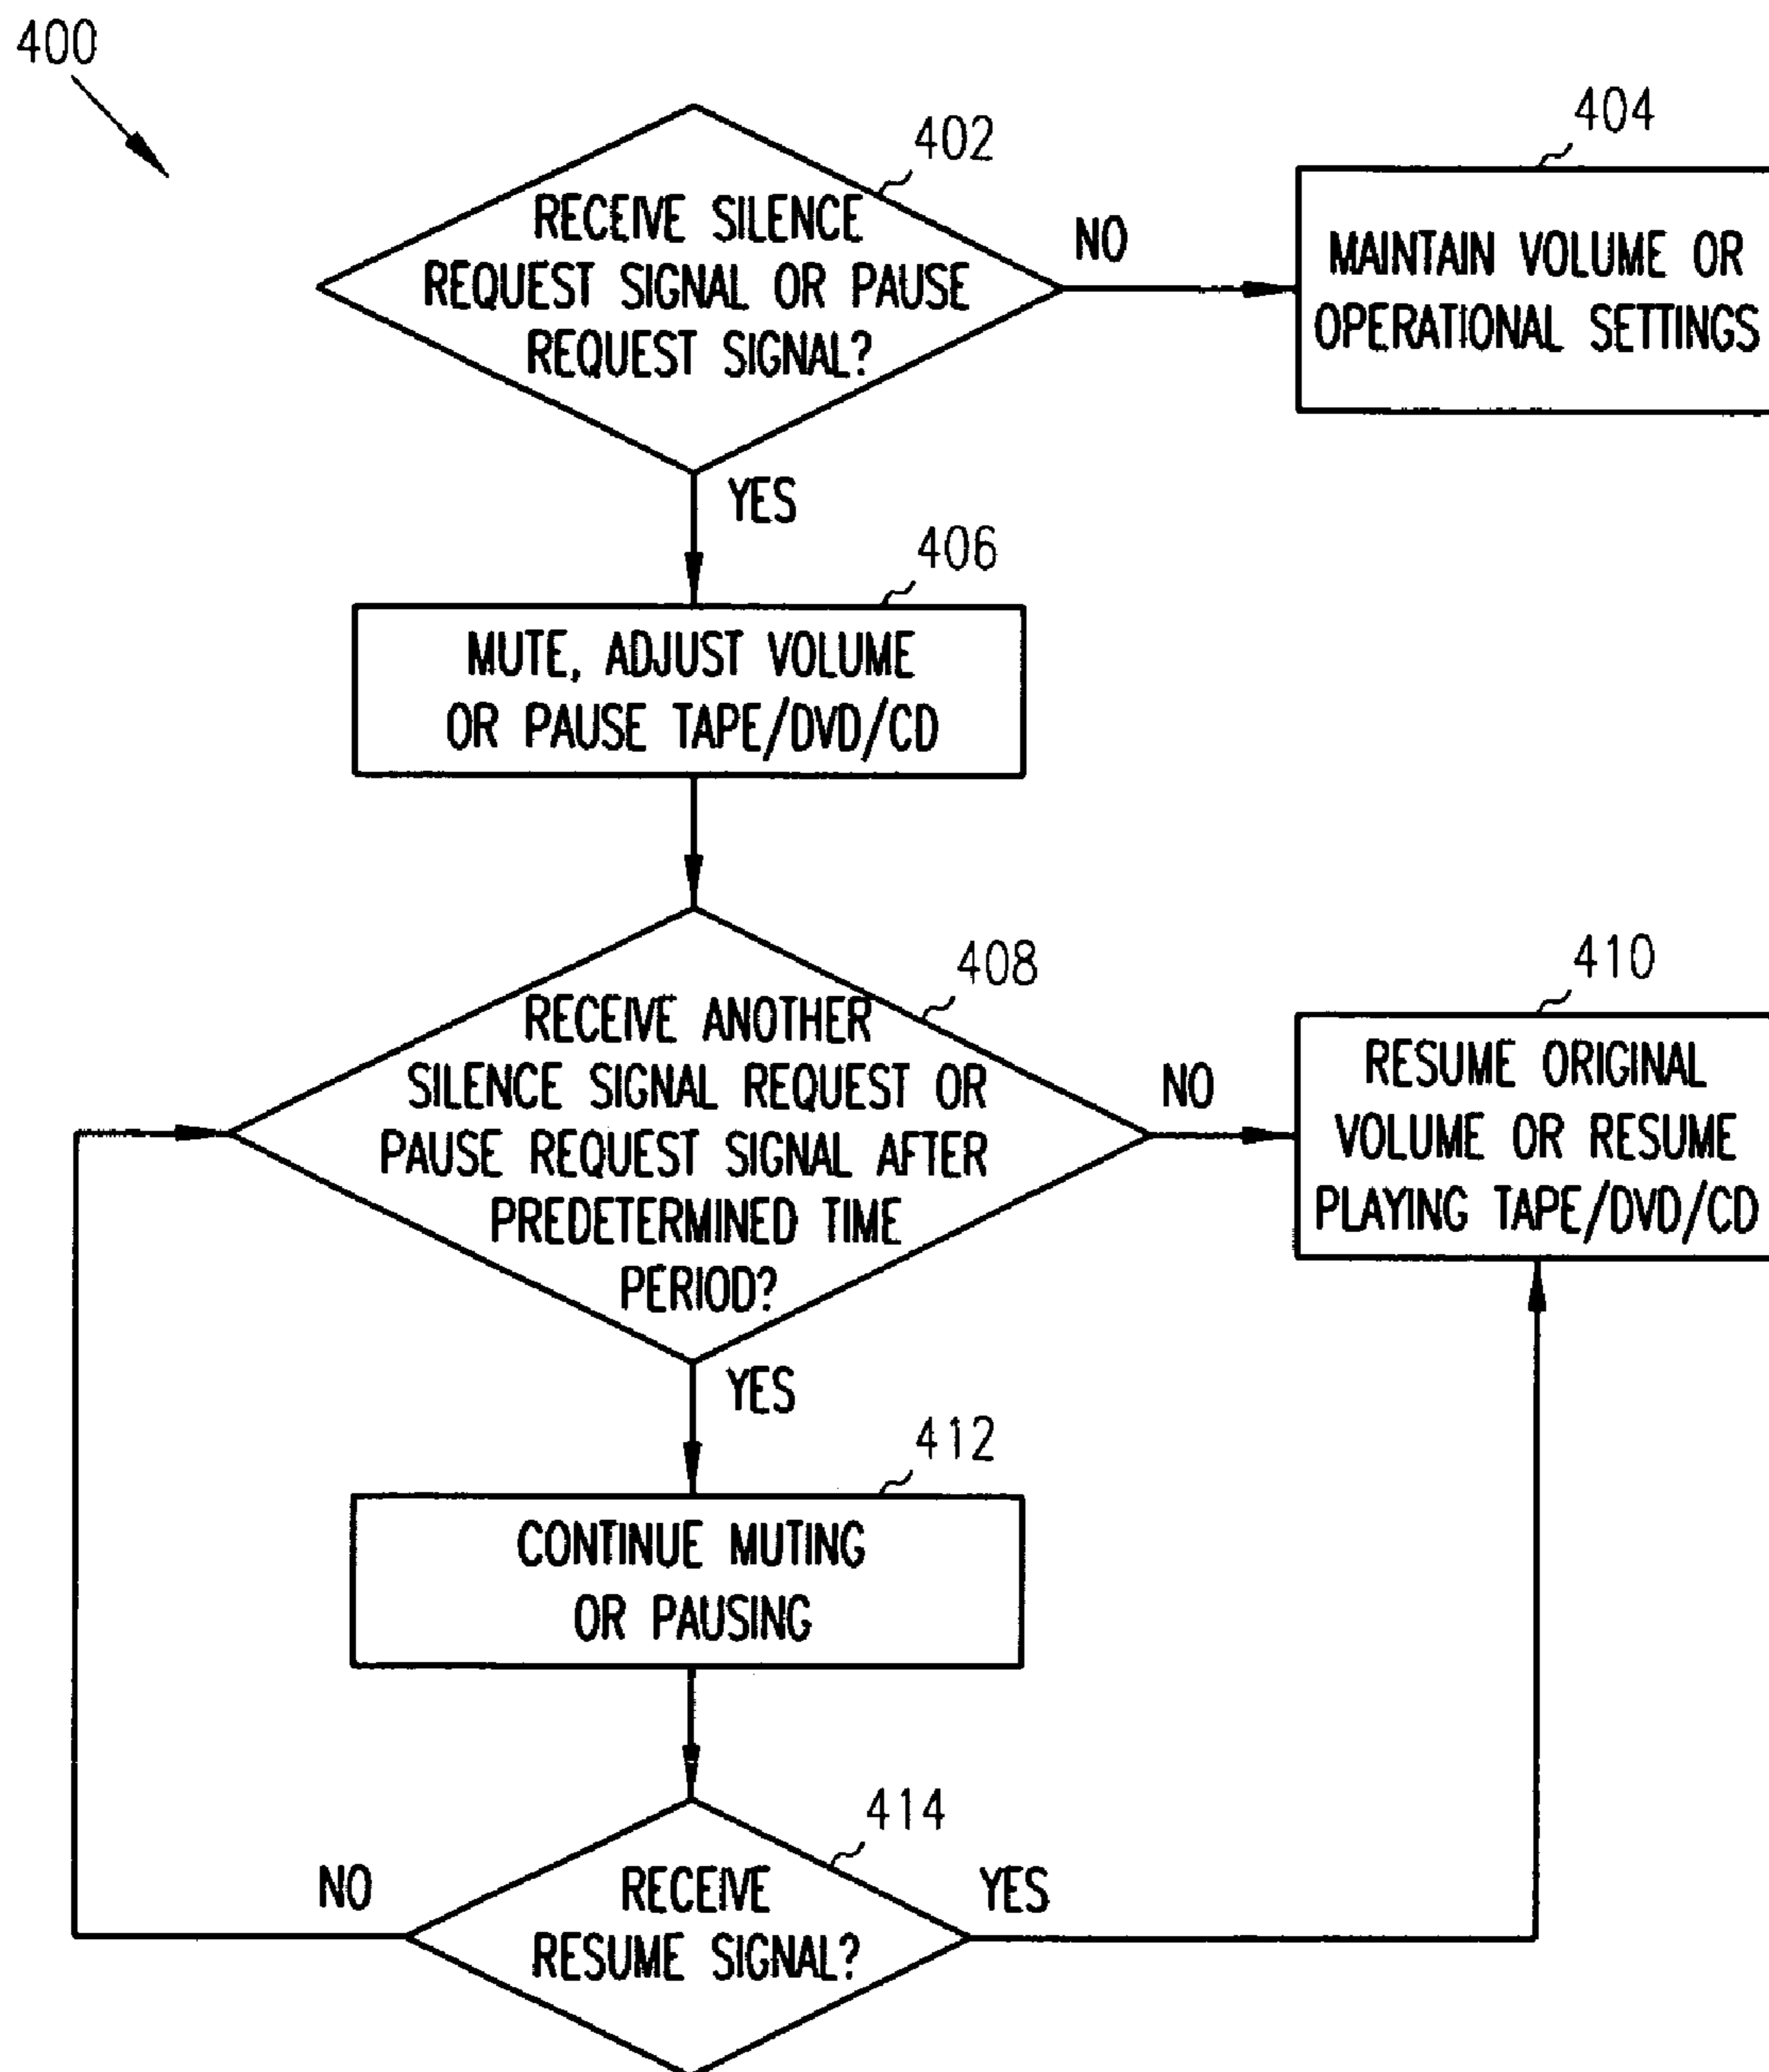 400
402
RECEIVE SILENCE
REQUEST SIGNAL OR PAUSE
REQUEST SIGNAL?
NO
404
MAINTAIN VOLUME OR
OPERATIONAL SETTINGS
YES
406
MUTE, ADJUST VOLUME
OR PAUSE TAPE/DVD/CD
408
RECEIVE ANOTHER
SILENCE SIGNAL REQUEST OR
PAUSE REQUEST SIGNAL AFTER
PREDETERMINED TIME
PERIOD?
NO
410
RESUME ORIGINAL
VOLUME OR RESUME
PLAYING TAPE/DVD/CD
YES
412
CONTINUE MUTING
OR PAUSING
414
RECEIVE
RESUME SIGNAL?
NO
YES